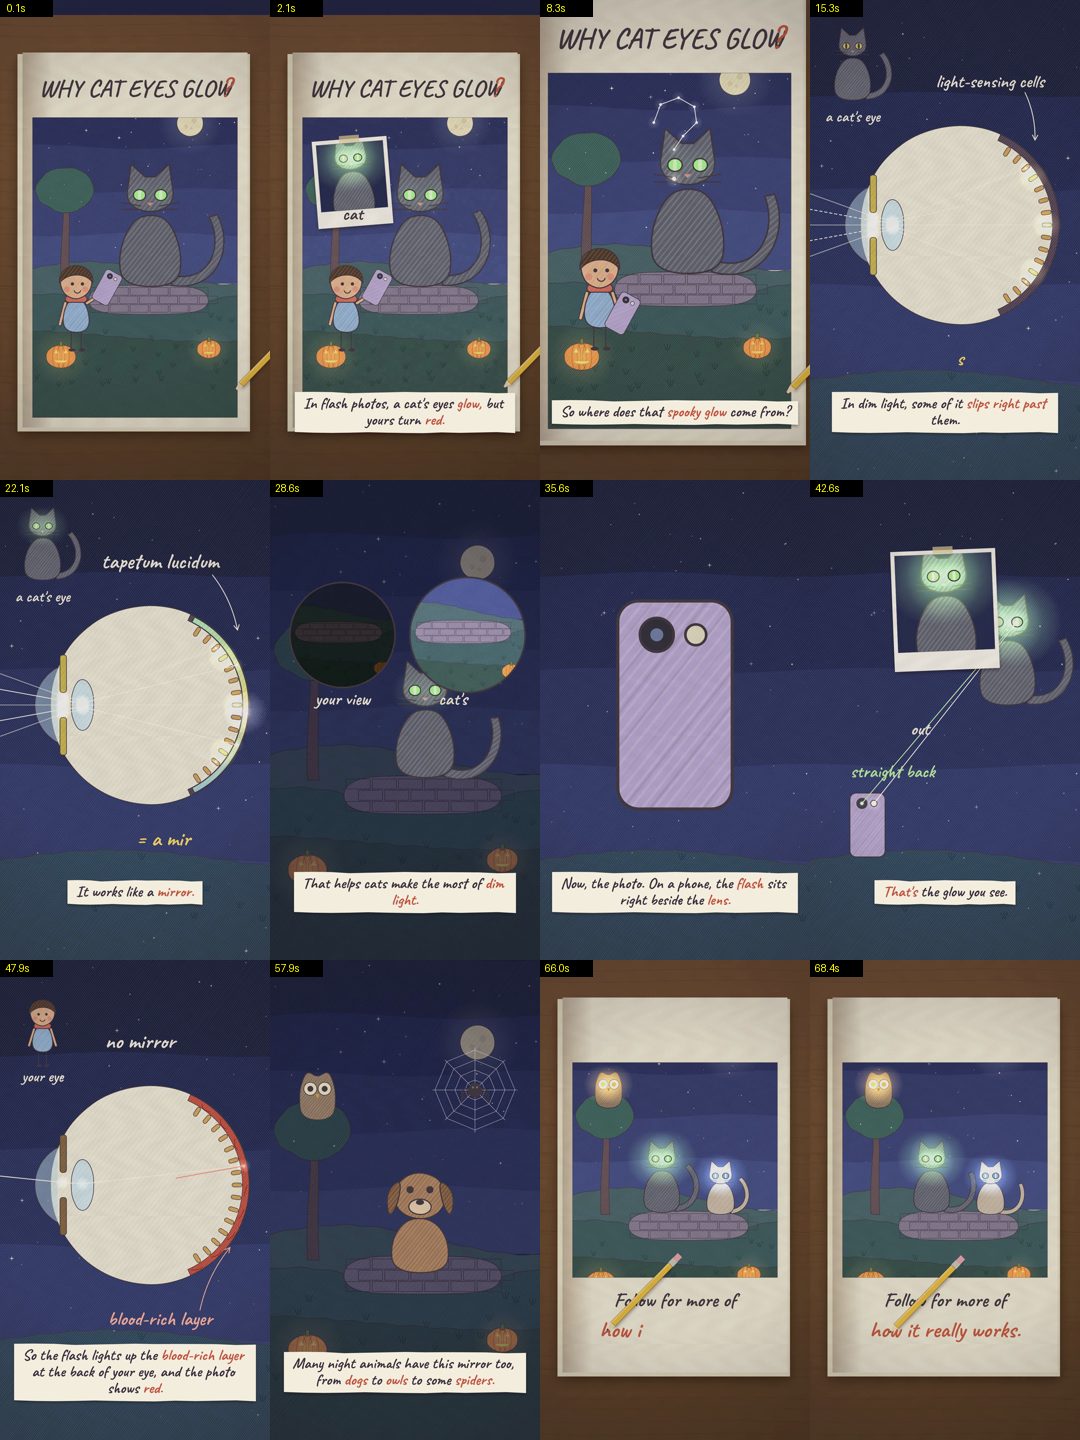 0.1s
WHY CAT EYES GLOW?
2.1s
WHY CAT EYES GLOW?
cat
In flash photos, a cat's eyes glow, but
yours turn red.
8.3s
WHY CAT EYES GLOW?
So where does that spooky glow come from?
15.3s
a cat's eye
light-sensing cells
s
In dim light, some of it slips right past
them.
22.1s
a cat's eye
tapetum lucidum
= a mir
It works like a mirror.
28.6s
your view
cat's
That helps cats make the most of dim
light.
35.6s
Now, the photo. On a phone, the flash sits
right beside the lens.
42.6s
out
straight back
That's the glow you see.
47.9s
your eye
no mirror
blood-rich layer
So the flash lights up the blood-rich layer
at the back of your eye, and the photo
shows red.
57.9s
Many night animals have this mirror too,
from dogs to owls to some spiders.
66.0s
Follow for more of
how i
68.4s
Follow for more of
how it really works.